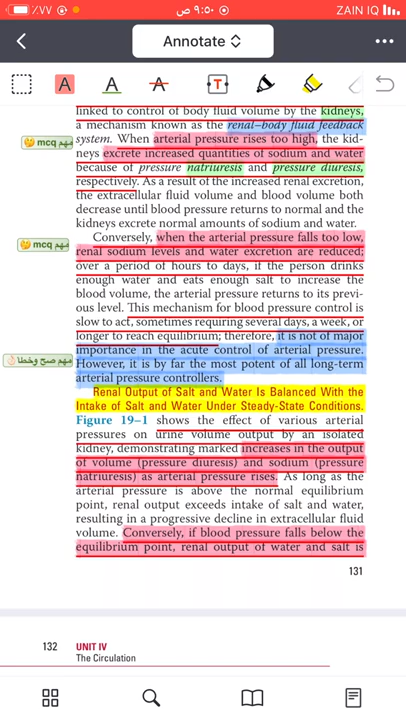 ٪٧٧ ٩:٥٠ ص ZAIN IQ
Annotate
A A A T
linked to control of body fluid volume by the kidneys,
a mechanism known as the renal–body fluid feedback
system. When arterial pressure rises too high, the kid-
مهم mcq
neys excrete increased quantities of sodium and water
because of pressure natriuresis and pressure diuresis,
respectively. As a result of the increased renal excretion,
the extracellular fluid volume and blood volume both
decrease until blood pressure returns to normal and the
kidneys excrete normal amounts of sodium and water.
Conversely, when the arterial pressure falls too low,
مهم mcq
renal sodium levels and water excretion are reduced;
over a period of hours to days, if the person drinks
enough water and eats enough salt to increase the
blood volume, the arterial pressure returns to its previ-
ous level. This mechanism for blood pressure control is
slow to act, sometimes requiring several days, a week, or
longer to reach equilibrium; therefore, it is not of major
importance in the acute control of arterial pressure.
مهم صح وخطا
However, it is by far the most potent of all long-term
arterial pressure controllers.
Renal Output of Salt and Water Is Balanced With the
Intake of Salt and Water Under Steady-State Conditions.
Figure 19–1 shows the effect of various arterial
pressures on urine volume output by an isolated
kidney, demonstrating marked increases in the output
of volume (pressure diuresis) and sodium (pressure
natriuresis) as arterial pressure rises. As long as the
arterial pressure is above the normal equilibrium
point, renal output exceeds intake of salt and water,
resulting in a progressive decline in extracellular fluid
volume. Conversely, if blood pressure falls below the
equilibrium point, renal output of water and salt is
131
132 UNIT IV
The Circulation